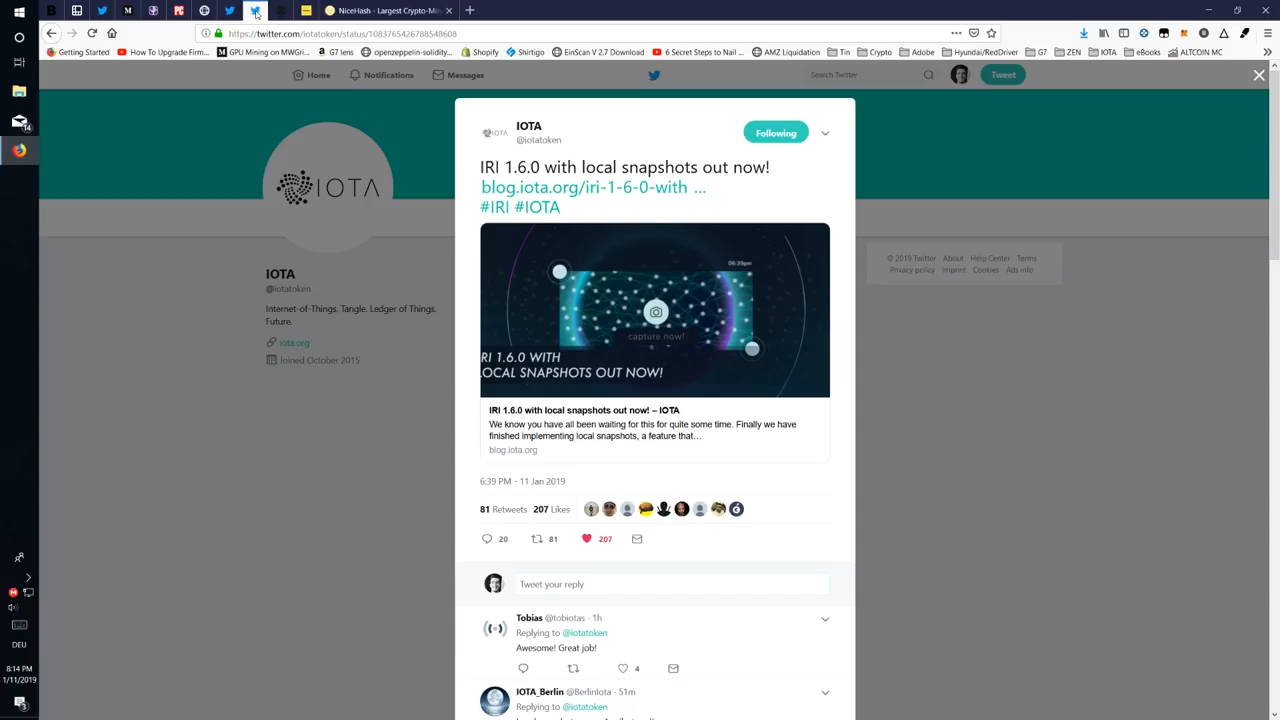 NiceHash - Largest Crypto-Min
https://twitter.com/iotatoken/status/1083765426788548608
Getting Started
How To Upgrade Firm...
GPU Mining on MWGri...
G7 lens
openzeppelin-solidity...
Shopify
Shirtigo
EinScan V 2.7 Download
6 Secret Steps to Nail ...
AMZ Liquidation
Tin
Crypto
Adobe
Hyundai/RedDriver
G7
ZEN
IOTA
eBooks
ALTCOIN MC
Home
Notifications
Messages
Search Twitter
Tweet
IOTA
@iotatoken
Following
IRI 1.6.0 with local snapshots out now!
blog.iota.org/iri-1-6-0-with ...
#IRI #IOTA
06:39pm
capture now!
RI 1.6.0 WITH
LOCAL SNAPSHOTS OUT NOW!
IRI 1.6.0 with local snapshots out now! – IOTA
We know you have all been waiting for this for quite some time. Finally we have
finished implementing local snapshots, a feature that…
blog.iota.org
6:39 PM - 11 Jan 2019
81 Retweets 207 Likes
20
81
207
Tweet your reply
Tobias @tobiotas · 1h
Replying to @iotatoken
Awesome! Great job!
4
IOTA_Berlin @BerlinIota · 51m
Replying to @iotatoken
IOTA
IOTA
@iotatoken
Internet-of-Things. Tangle. Ledger of Things.
Future.
iota.org
Joined October 2015
© 2019 Twitter About Help Center Terms
Privacy policy Imprint Cookies Ads info
14
DEU
8:14 PM
1/11/2019
3